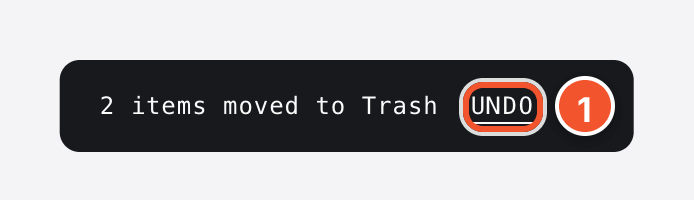 2 items moved to Trash UNDO 1